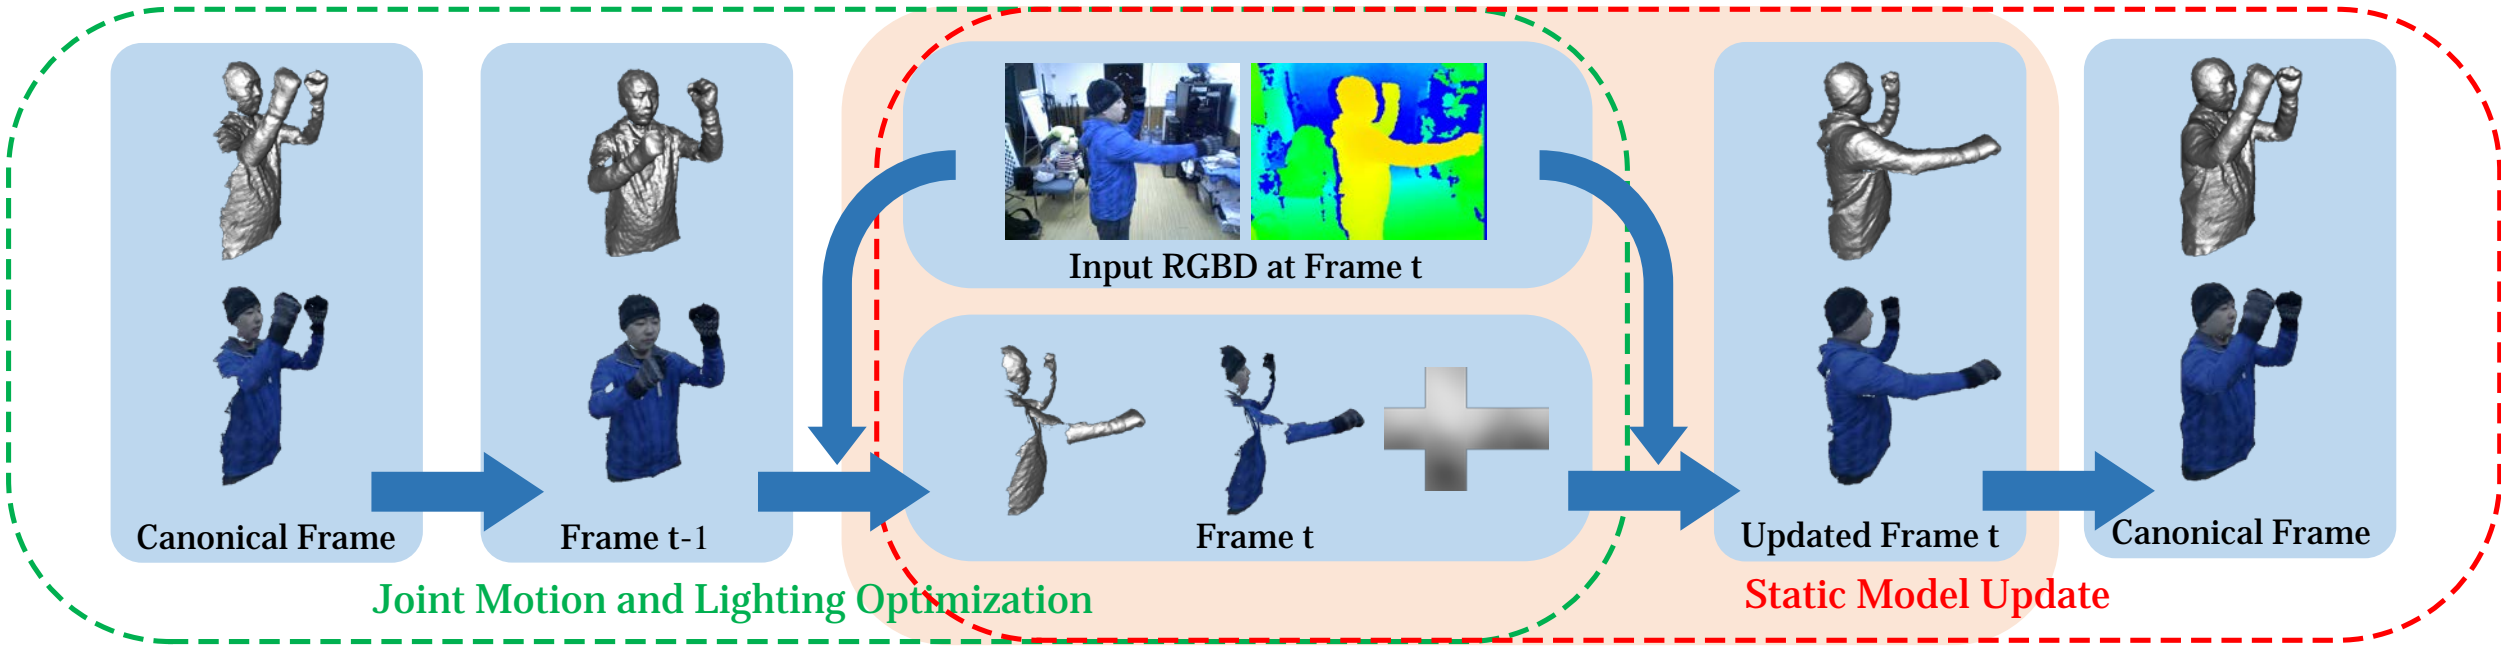 Input RGBD at Frame t
Canonical Frame
Frame t-1
Frame t
Updated Frame t
Canonical Frame
Joint Motion and Lighting Optimization
Static Model Update